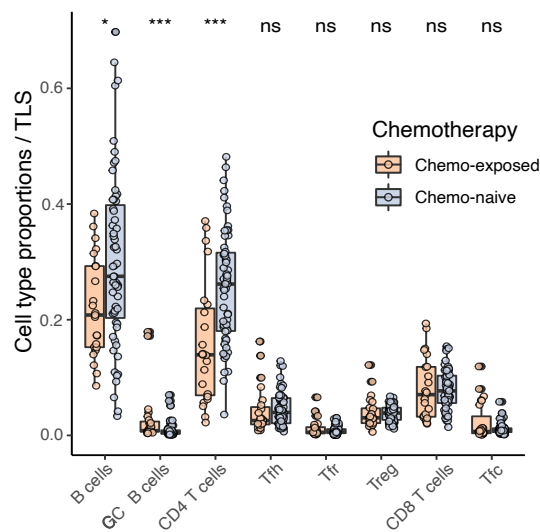 * *** *** ns ns ns ns ns
Cell type proportions / TLS
0.6
0.4
0.2
0.0
Chemotherapy
Chemo-exposed
Chemo-naive
B cells
GC B cells
CD4 T cells
Tfh
Tfr
Treg
CD8 T cells
Tfc